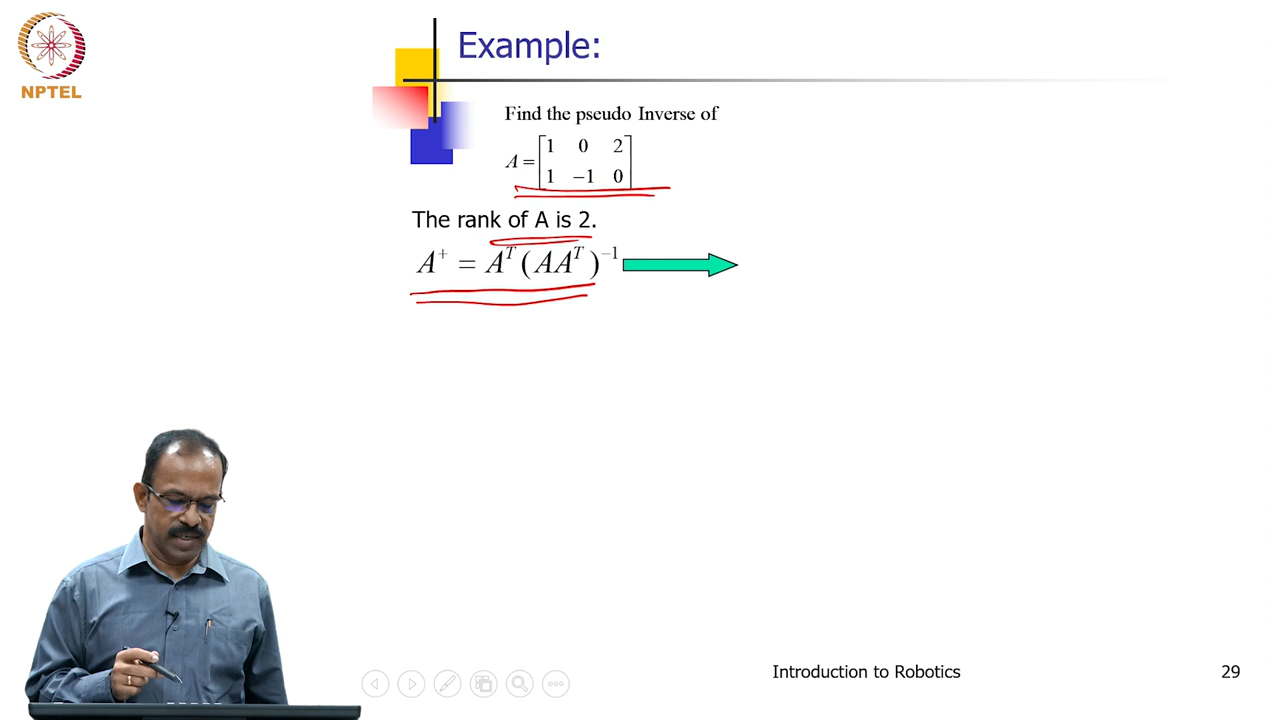 NPTEL
Example:
Find the pseudo Inverse of
A = [1 0 2
1 −1 0]
The rank of A is 2.
A⁺ = Aᵀ (AAᵀ)⁻¹
Introduction to Robotics
29